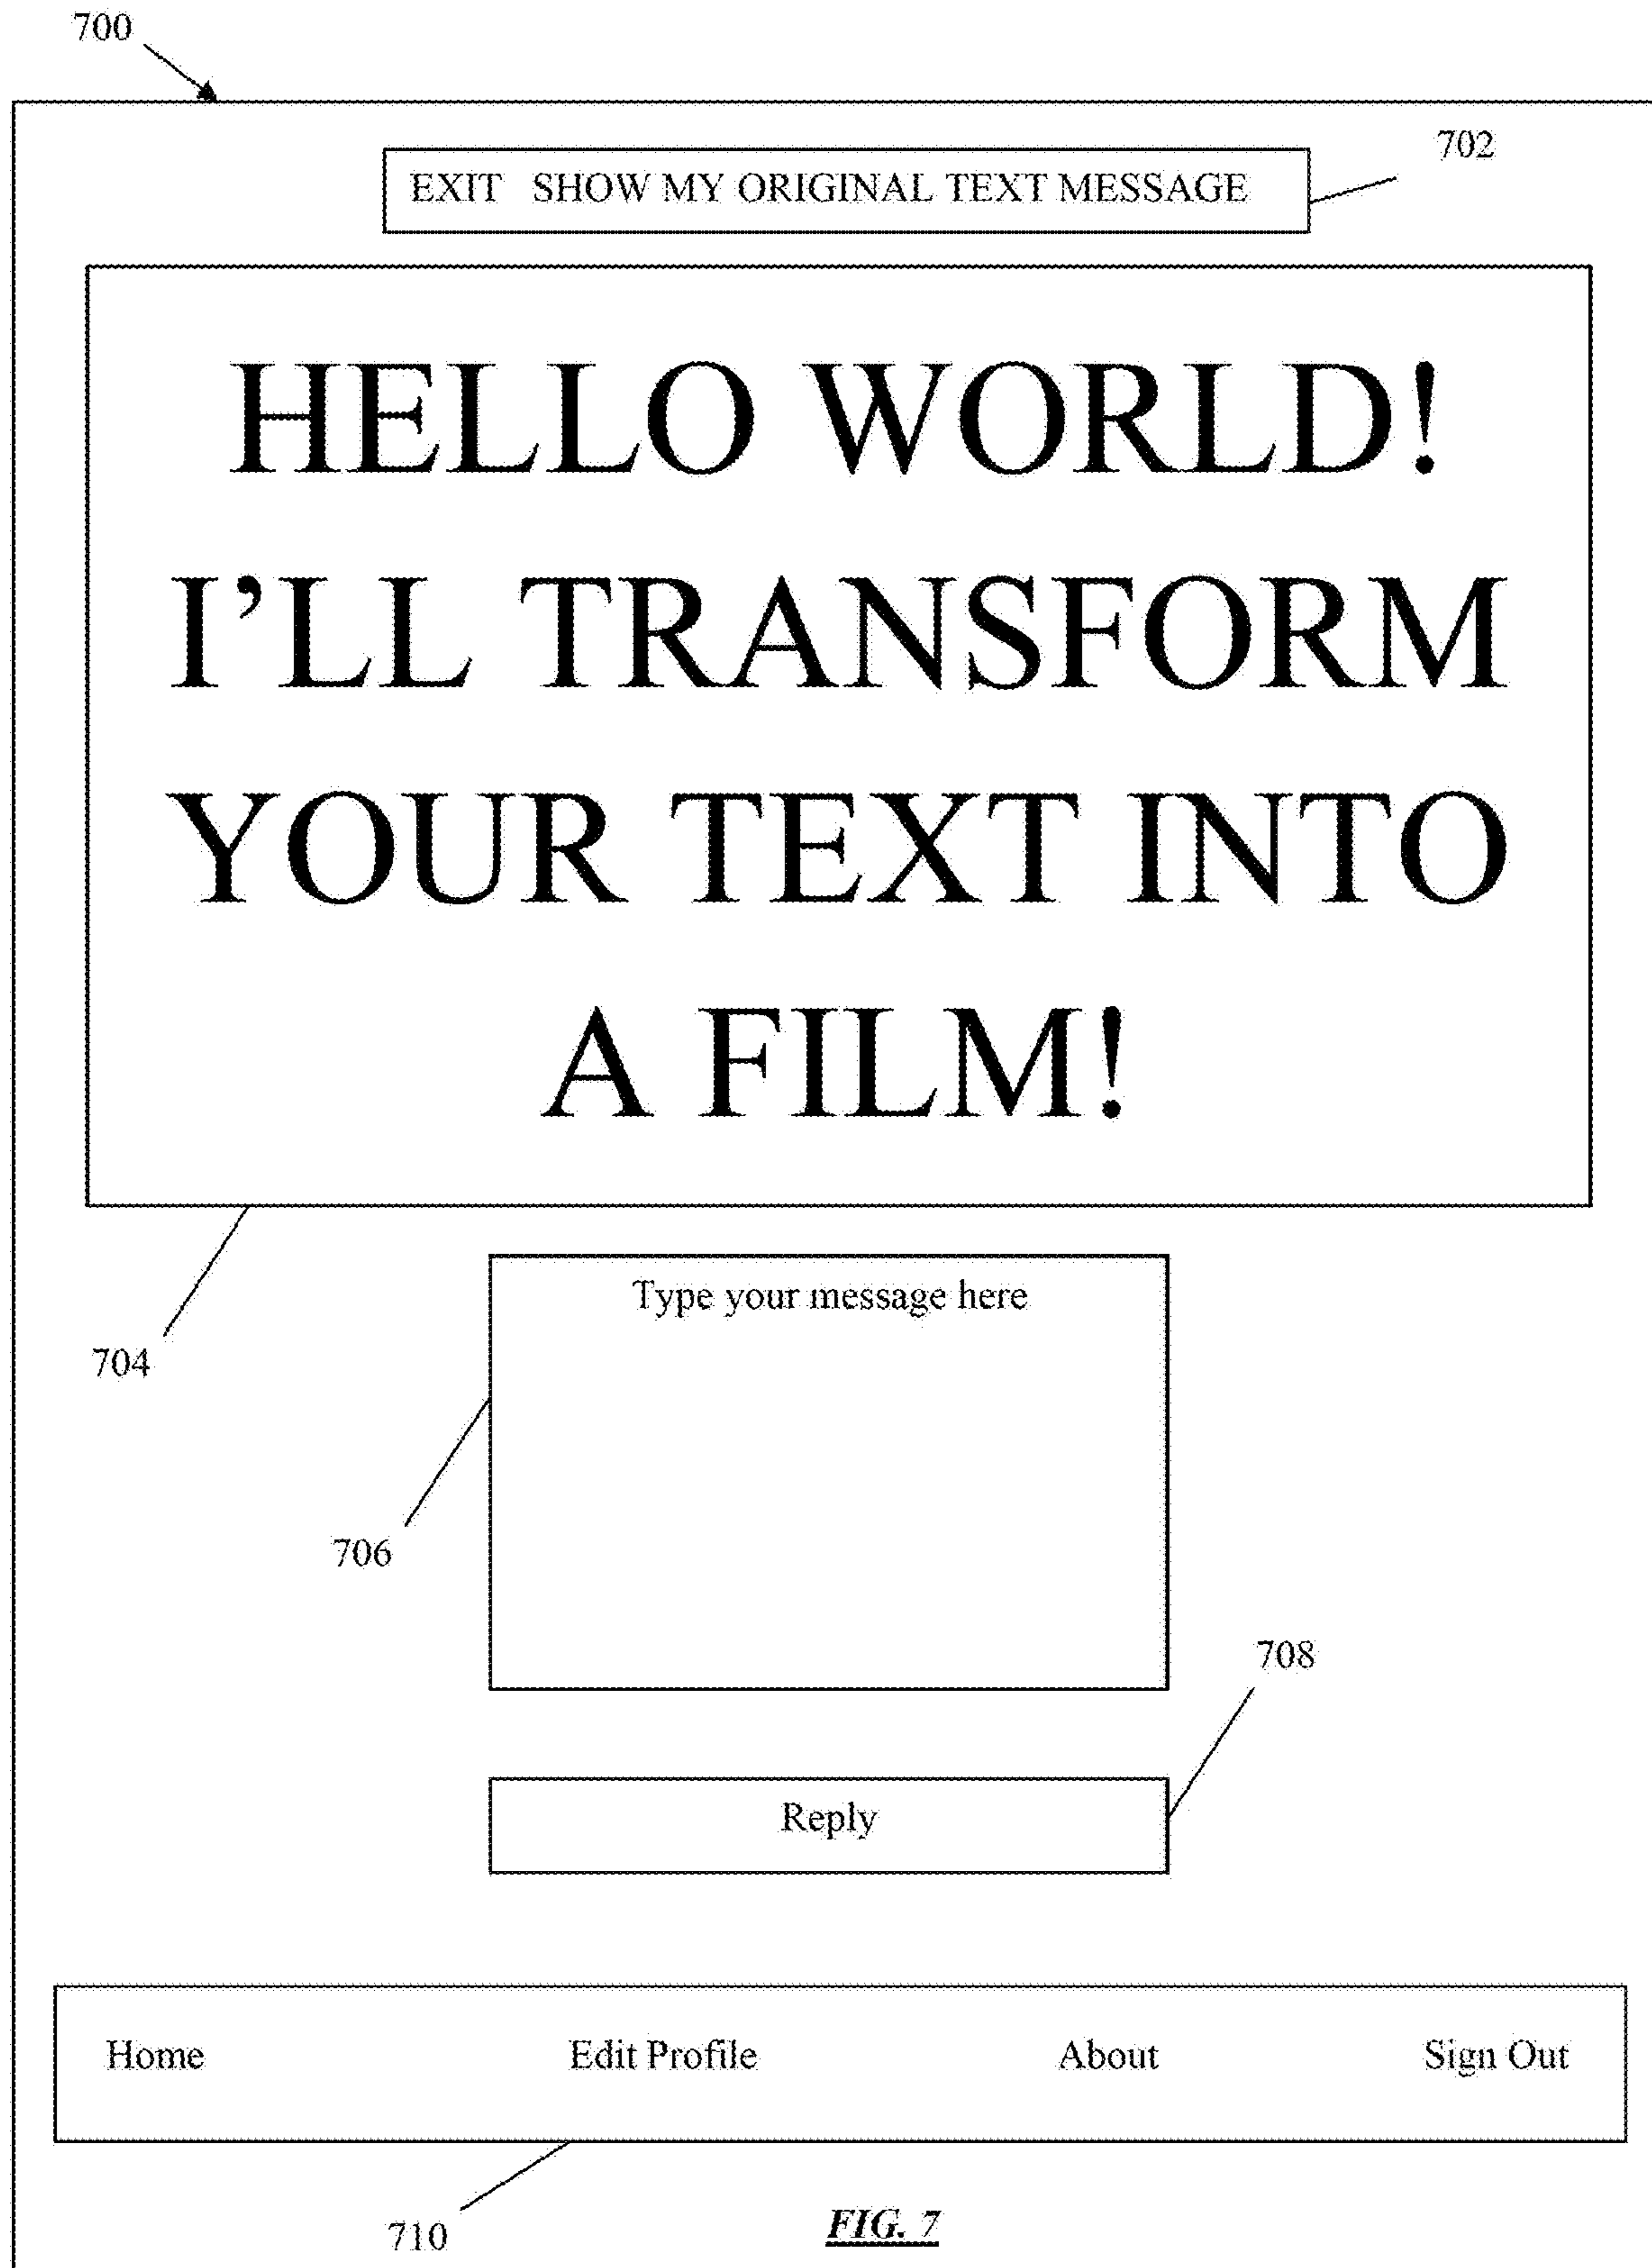 700
702
EXIT SHOW MY ORIGINAL TEXT MESSAGE
HELLO WORLD!
I’LL TRANSFORM
YOUR TEXT INTO
A FILM!
704
Type your message here
706
708
Reply
Home Edit Profile About Sign Out
710
FIG. 7